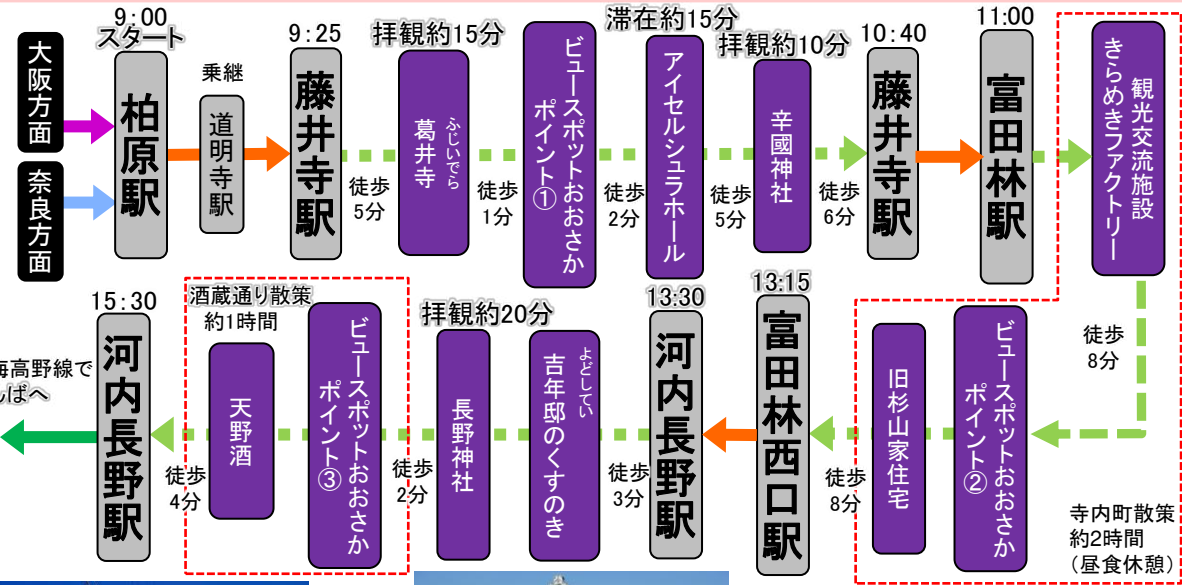 大阪方面
奈良方面
9:00
スタート
柏原駅
乗継
道明寺駅
9:25
藤井寺駅
徒歩
5分
拝観約15分
葛井寺
ふじいでら
徒歩
1分
ビュースポットおおさか
ポイント①
徒歩
2分
滞在約15分
アイセルシュラホール
徒歩
5分
拝観約10分
辛國神社
徒歩
6分
10:40
藤井寺駅
11:00
富田林駅
観光交流施設
きらめきファクトリー
徒歩
8分
ビュースポットおおさか
ポイント②
旧杉山家住宅
寺内町散策
約2時間
(昼食休憩)
徒歩
8分
13:15
富田林西口駅
13:30
河内長野駅
徒歩
3分
吉年邸のくすのき
よどしてい
拝観約20分
長野神社
徒歩
2分
酒蔵通り散策
約1時間
ビュースポットおおさか
ポイント③
天野酒
徒歩
4分
15:30
河内長野駅
海高野線で
んばへ